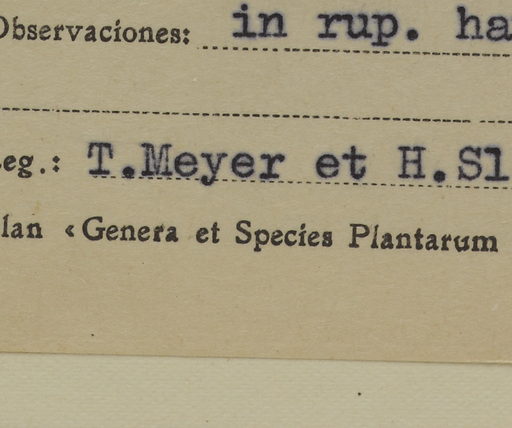 Observaciones: in rup. ha
eg.: T.Meyer et H.Sl
lan «Genera et Species Plantarum